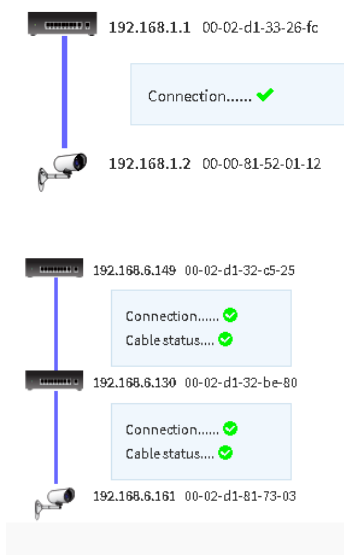 192.168.1.1 00-02-d1-33-26-fc
Connection......
192.168.1.2 00-00-81-52-01-12
192.168.6.149 00-02-d1-32-c5-25
Connection......
Cable status....
192.168.6.130 00-02-d1-32-be-80
Connection......
Cable status....
192.168.6.161 00-02-d1-81-73-03